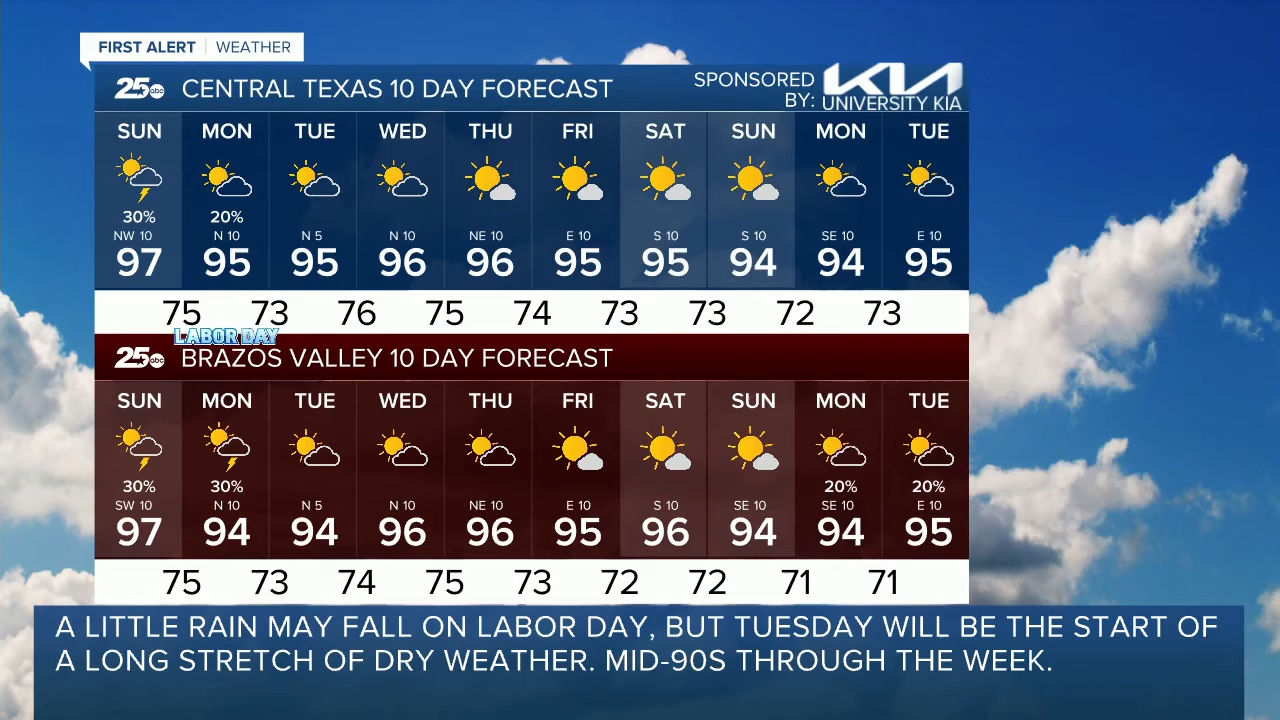 FIRST ALERT | WEATHER
25 abc CENTRAL TEXAS 10 DAY FORECAST
SPONSORED BY: KIA UNIVERSITY KIA
SUN MON TUE WED THU FRI SAT SUN MON TUE
30% 20%
NW 10 N 10 N 5 N 10 NE 10 E 10 S 10 S 10 SE 10 E 10
97 95 95 96 96 95 95 94 94 95
75 73 76 75 74 73 73 72 73
LABOR DAY
25 abc BRAZOS VALLEY 10 DAY FORECAST
SUN MON TUE WED THU FRI SAT SUN MON TUE
30% 30% 20% 20%
SW 10 N 10 N 5 N 10 NE 10 E 10 S 10 SE 10 SE 10 E 10
97 94 94 96 96 95 96 94 94 95
75 73 74 75 73 72 72 71 71
A LITTLE RAIN MAY FALL ON LABOR DAY, BUT TUESDAY WILL BE THE START OF
A LONG STRETCH OF DRY WEATHER. MID-90S THROUGH THE WEEK.